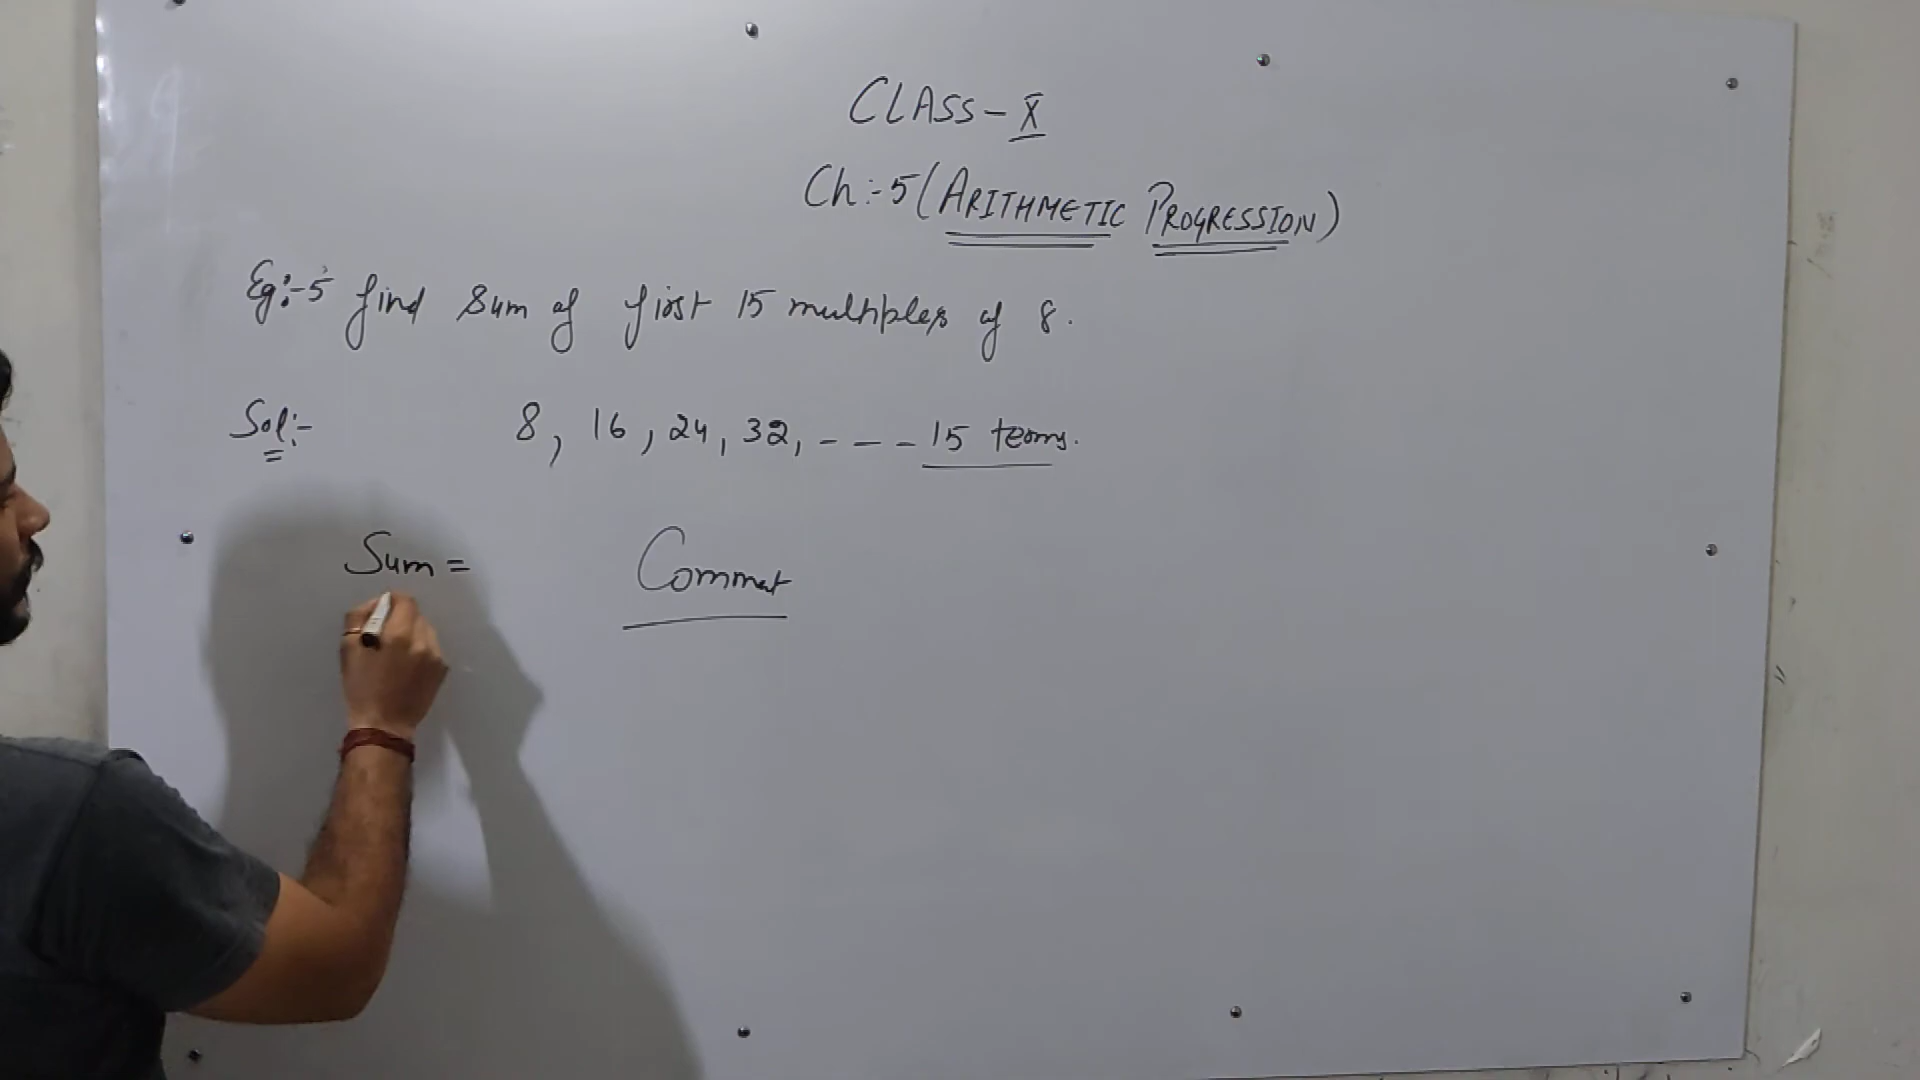 CLASS - X
Ch:- 5 (ARITHMETIC PROGRESSION)
Eg:-5 find Sum of first 15 multiples of 8.
Sol:- 8, 16, 24, 32, - - - 15 terms.
Sum = Comment